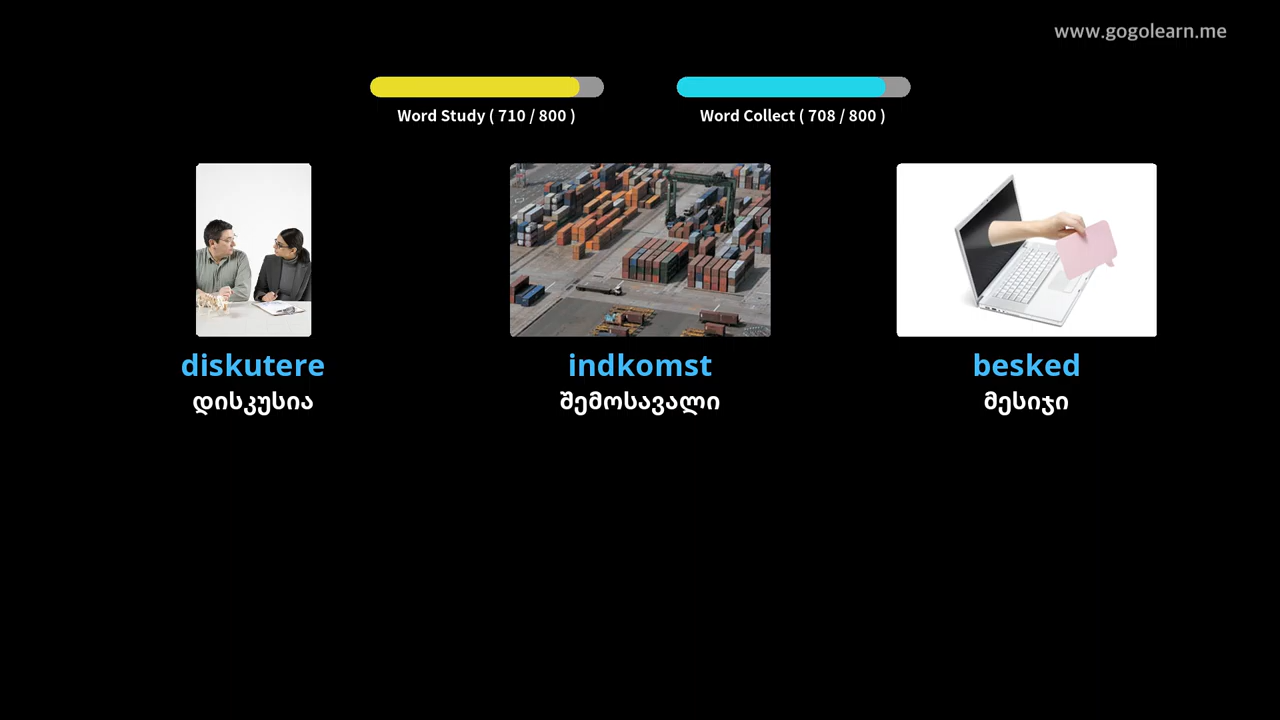 www.gogolearn.me
Word Study ( 710 / 800 )
Word Collect ( 708 / 800 )
diskutere
indkomst
besked
დისკუსია
შემოსავალი
მესიჯი